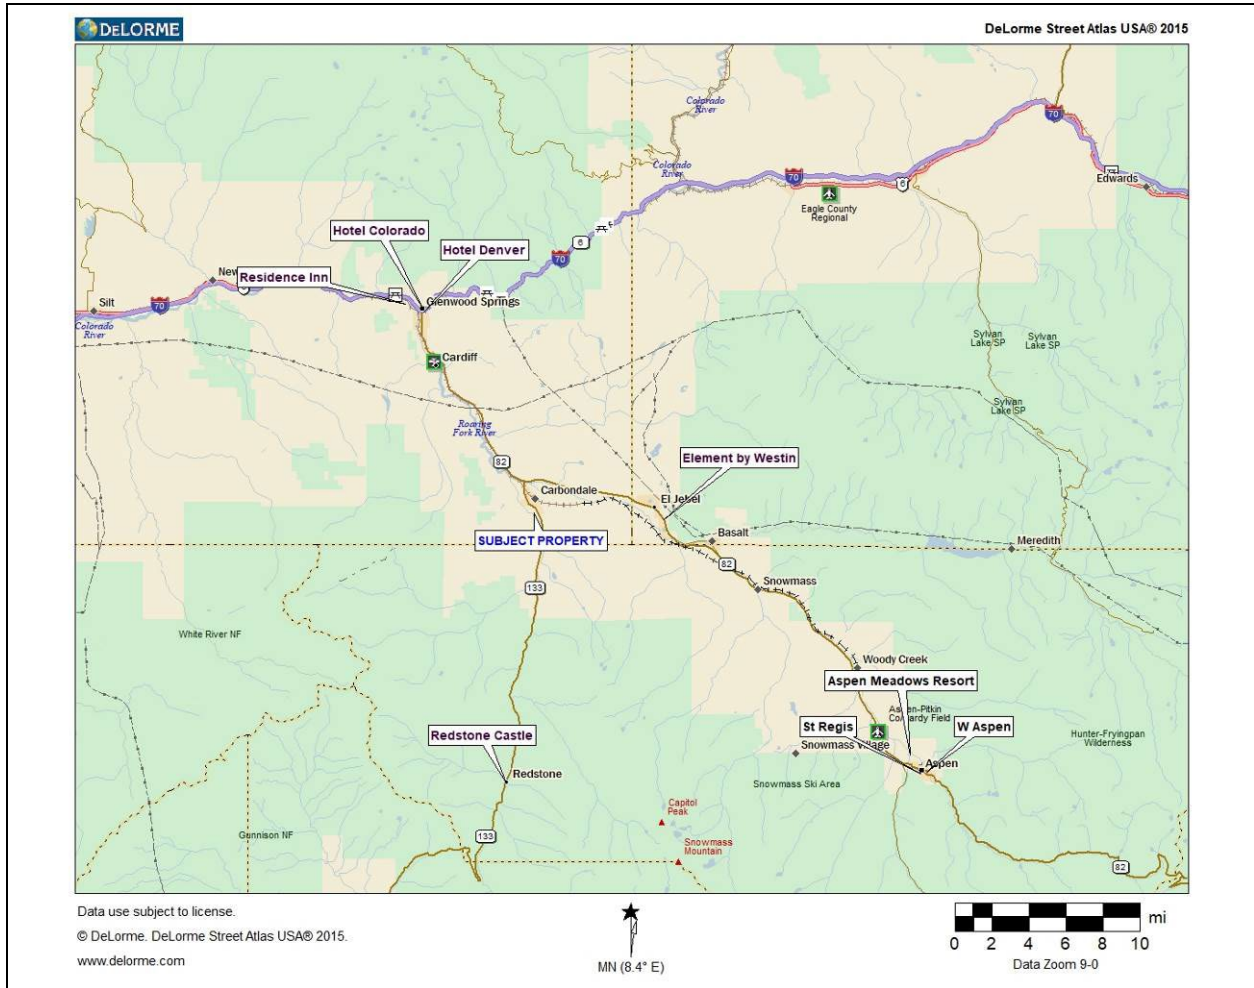 DELORME
DeLorme Street Atlas USA® 2015
Colorado
River
70
Colorado
River
70
6
Edwards
Eagle County
Regional
Hotel Colorado
Hotel Denver
6
70
Residence Inn
New
Silt
70
6
Glenwood Springs
Colorado
River
Cardiff
Sylvan
Lake SP
Sylvan
Lake SP
Sylvan
Lake SP
Roaring
Fork River
82
Element by Westin
Carbondale
El Jebel
SUBJECT PROPERTY
Basalt
Meredith
82
133
Snowmass
White River NF
Woody Creek
Aspen Meadows Resort
St Regis
W Aspen
Redstone Castle
Snowmass Village
Hunter-Fryingpan
Wilderness
Redstone
Aspen
Snowmass Ski Area
Capitol
Peak
Gunnison NF
133
Snowmass
Mountain
82
Data use subject to license.
© DeLorme. DeLorme Street Atlas USA® 2015.
www.delorme.com
MN (8.4° E)
mi
0 2 4 6 8 10
Data Zoom 9-0